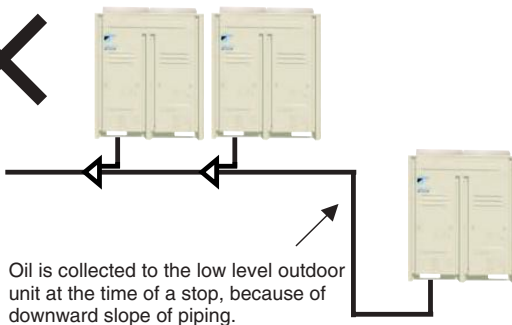 Oil is collected to the low level outdoor
unit at the time of a stop, because of
downward slope of piping.